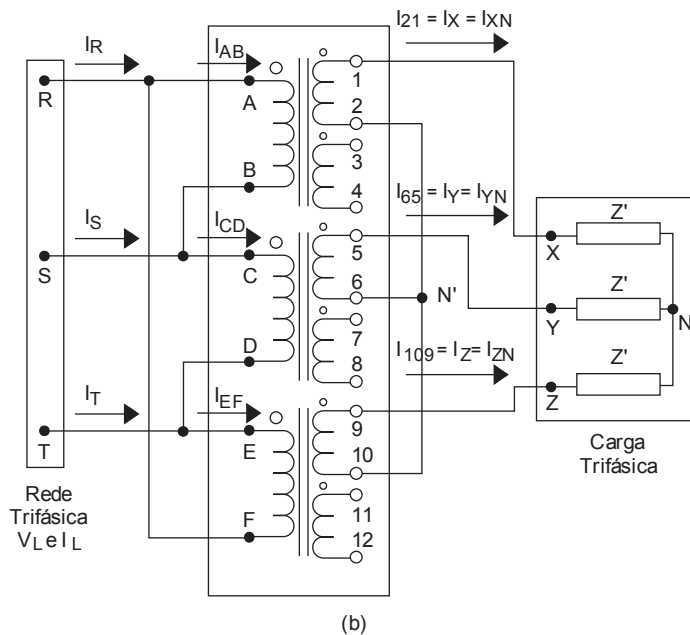 I21 = IX = IXN
IR
IAB
R
A
1
2
B
3
4
I65 = IY= IYN
IS
ICD
S
C
5
6
N'
D
7
8
I109 = IZ= IZN
IT
IEF
T
E
9
10
F
11
12
X
Z'
Y
Z'
N
Z
Z'
Rede
Trifásica
VL e IL
Carga
Trifásica
(b)